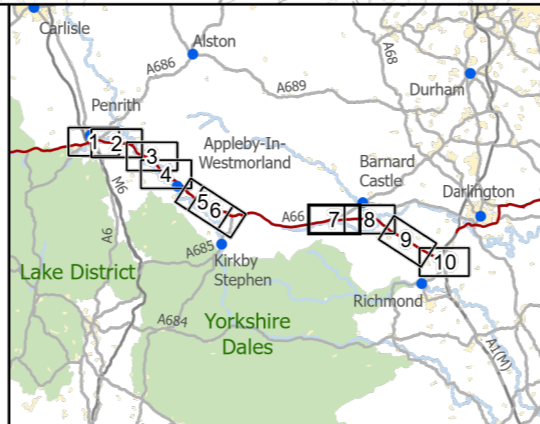 Carlisle
Alston
A686
A689
A68
Durham
Penrith
1
2
3
4
5
6
Appleby-In-
Westmorland
Barnard
Castle
Darlington
M6
A6
A66
7
8
9
10
A685
Kirkby
Stephen
Lake District
Richmond
A684
Yorkshire
Dales
A1(M)